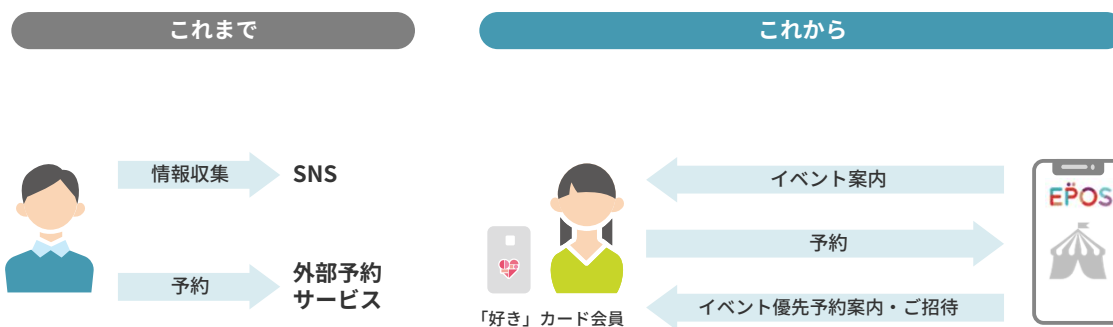 これまで
情報収集
SNS
予約
外部予約
サービス
これから
イベント案内
予約
イベント優先予約案内・ご招待
「好き」カード会員
EPOS